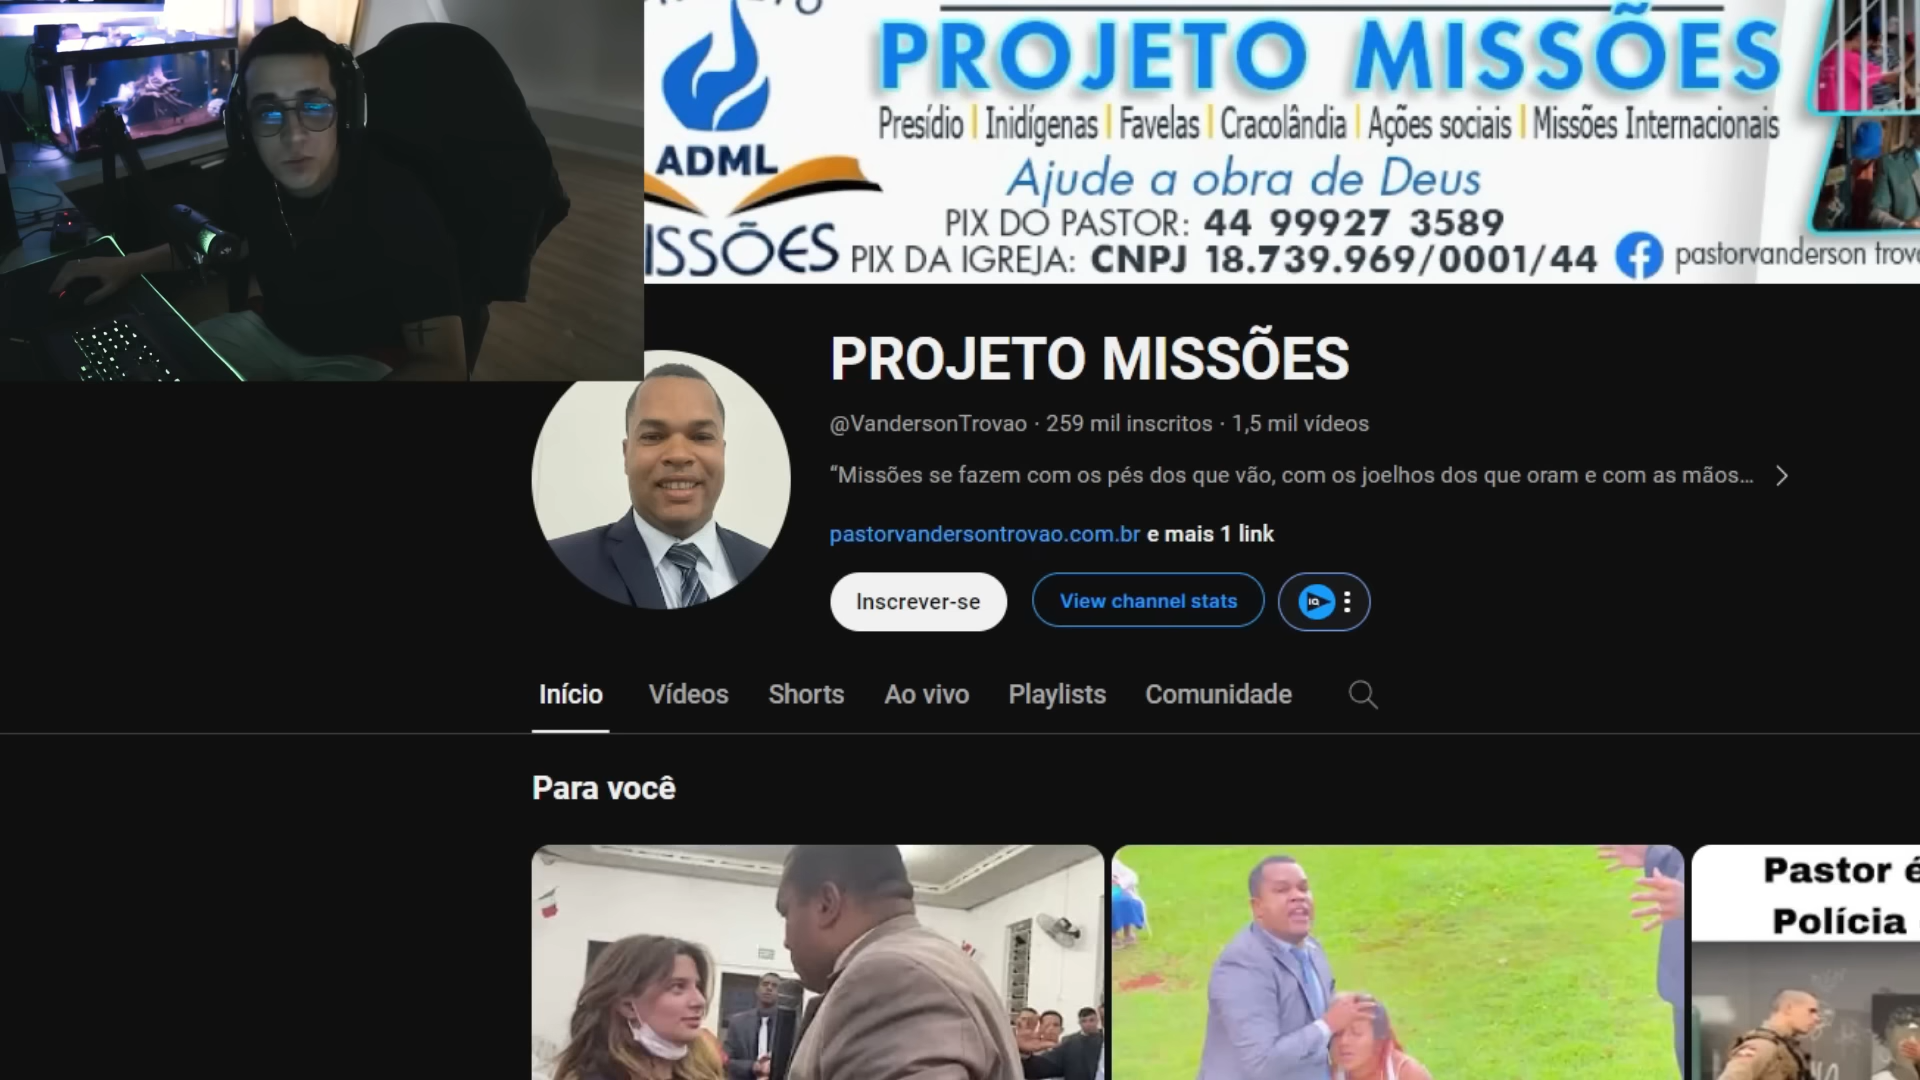 PROJETO MISSÕES
Presídio | Inidígenas | Favelas | Cracolândia | Ações sociais | Missões Internacionais
Ajude a obra de Deus
PIX DO PASTOR: 44 99927 3589
PIX DA IGREJA: CNPJ 18.739.969/0001/44
pastorvanderson trov
ADML
ISSÕES
PROJETO MISSÕES
@VandersonTrovao · 259 mil inscritos · 1,5 mil vídeos
“Missões se fazem com os pés dos que vão, com os joelhos dos que oram e com as mãos...
pastorvandersontrovao.com.br e mais 1 link
Inscrever-se
View channel stats
IQ
Início Vídeos Shorts Ao vivo Playlists Comunidade
Para você
Pastor é
Polícia